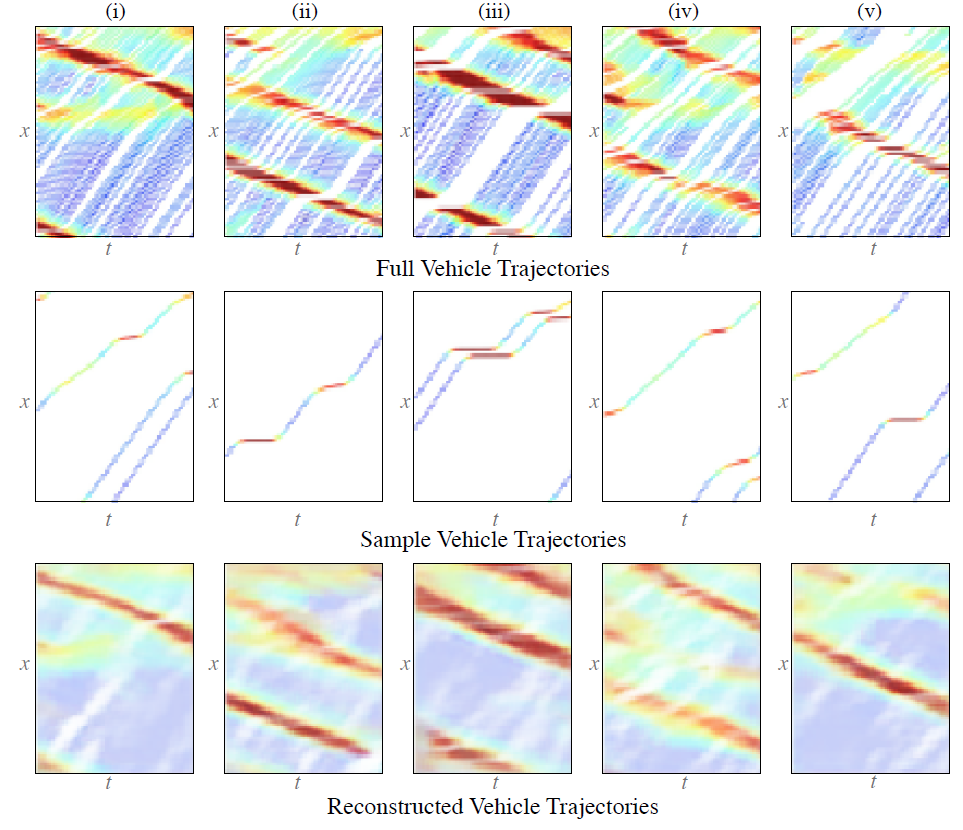 (i) (ii) (iii) (iv) (v)
x x x x x
t t t t t
Full Vehicle Trajectories
x x x x x
t t t t t
Sample Vehicle Trajectories
x x x x x
t t t t t
Reconstructed Vehicle Trajectories